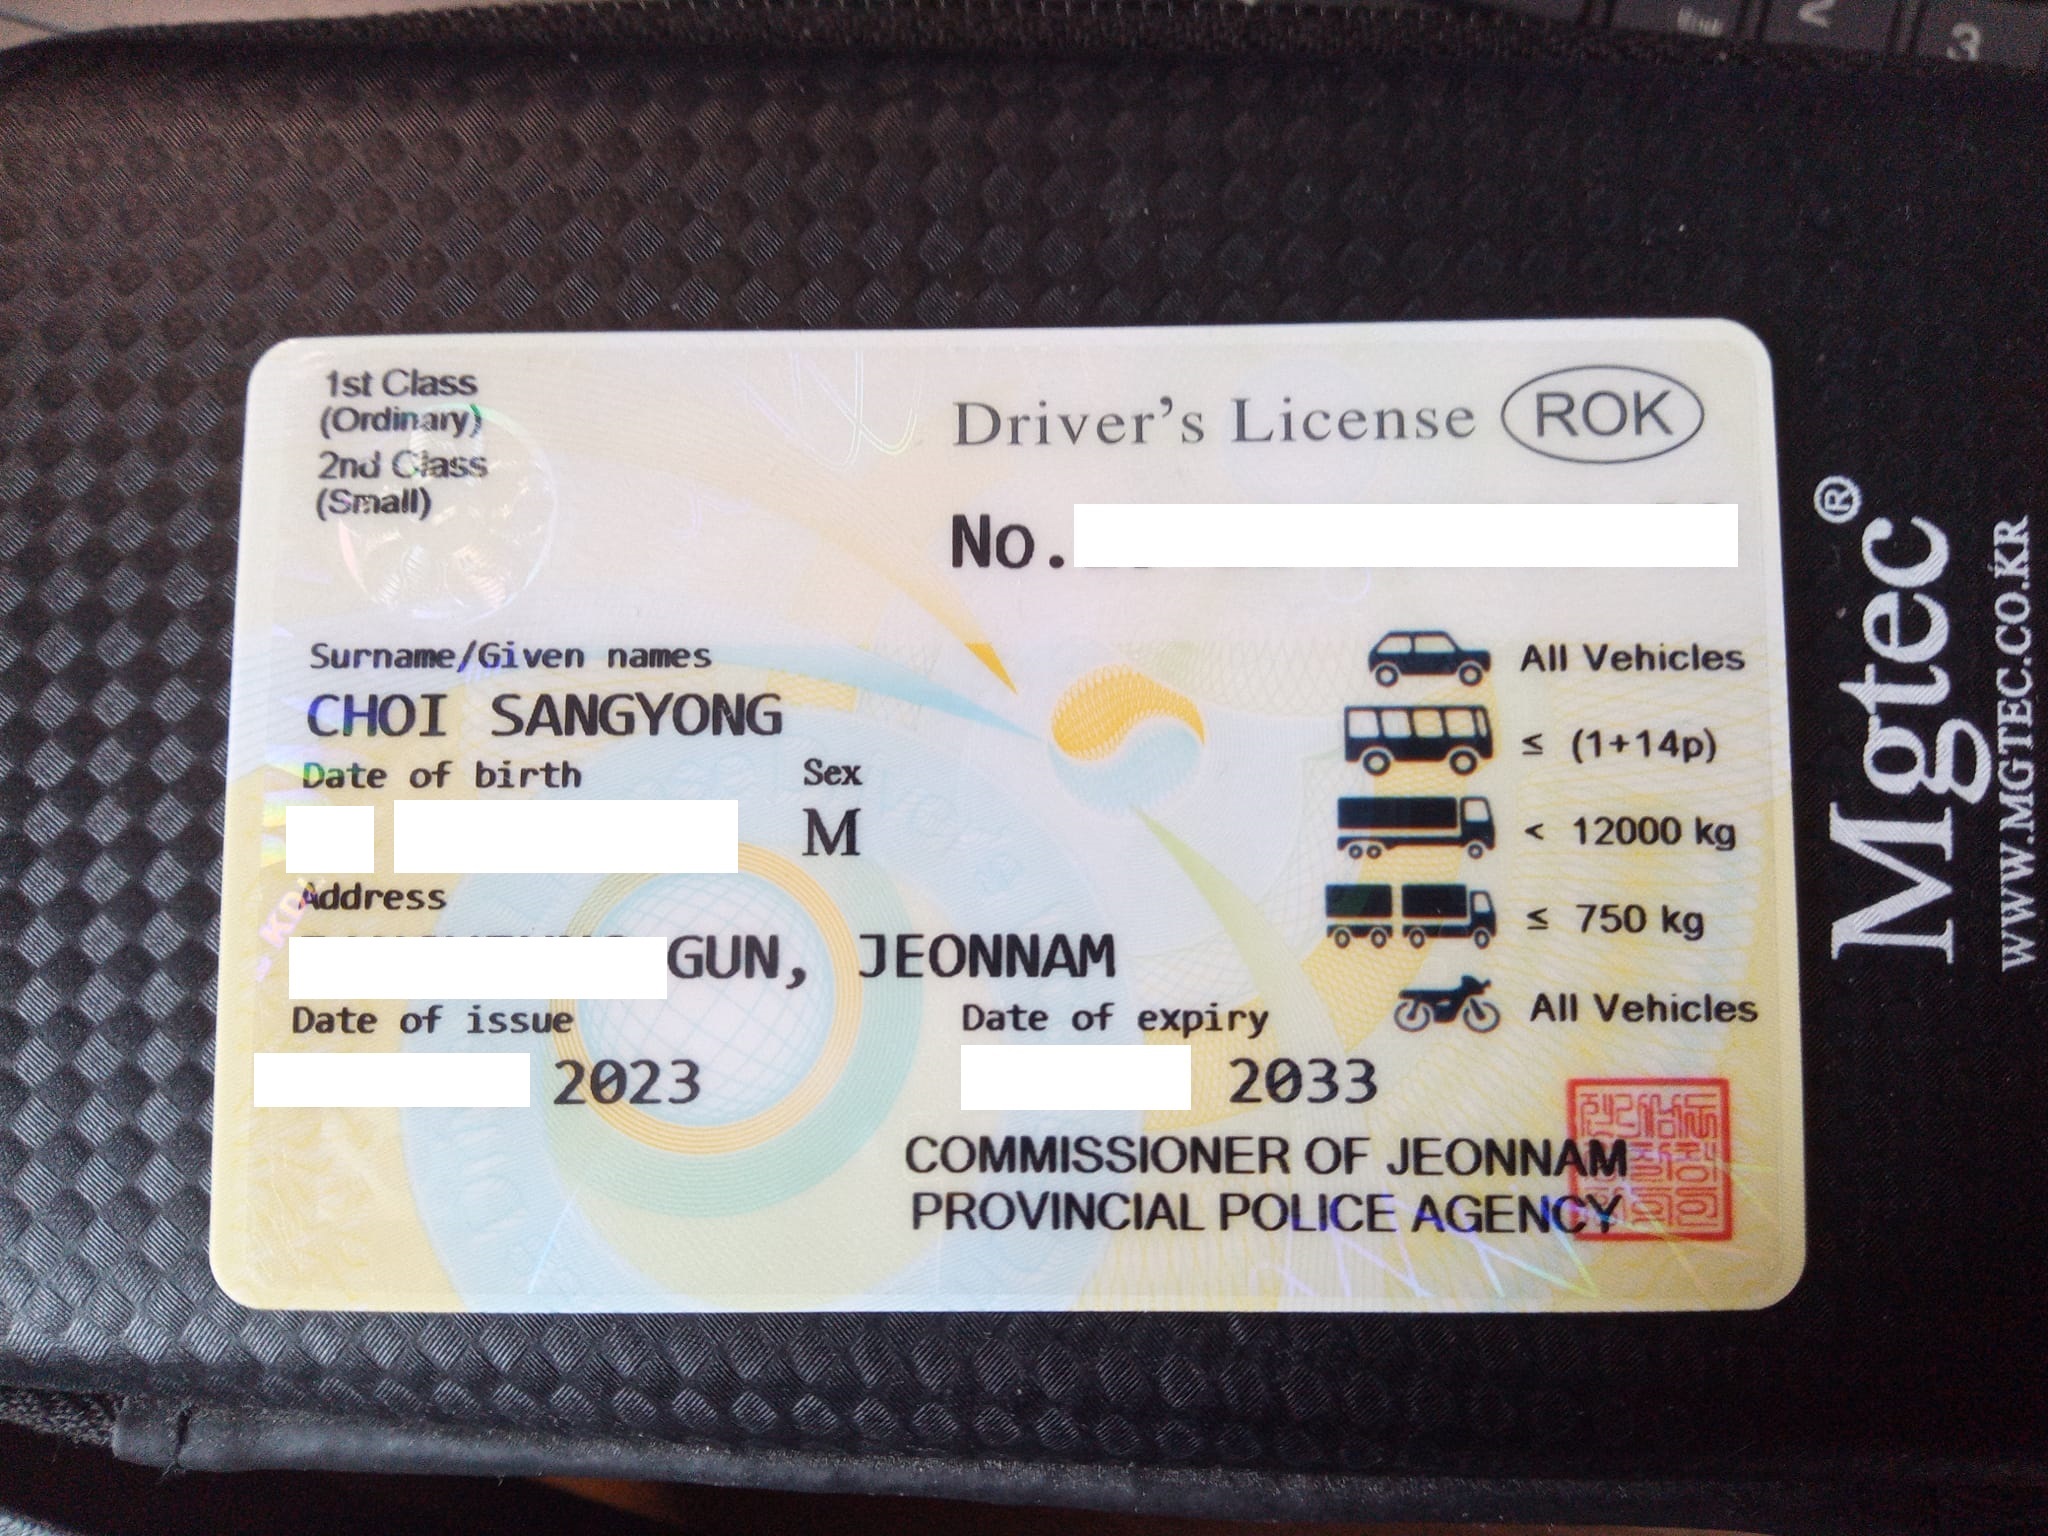 1st Class
(Ordinary)
2nd Class
(Small)
Driver's License ROK
No.
Surname/Given names
CHOI SANGYONG
Date of birth
Sex
M
Address
GUN, JEONNAM
Date of issue
2023
Date of expiry
2033
All Vehicles
≤ (1+14p)
< 12000 kg
≤ 750 kg
All Vehicles
COMMISSIONER OF JEONNAM
PROVINCIAL POLICE AGENCY
Mgtec®
WWW.MGTEC.CO.KR
2
3